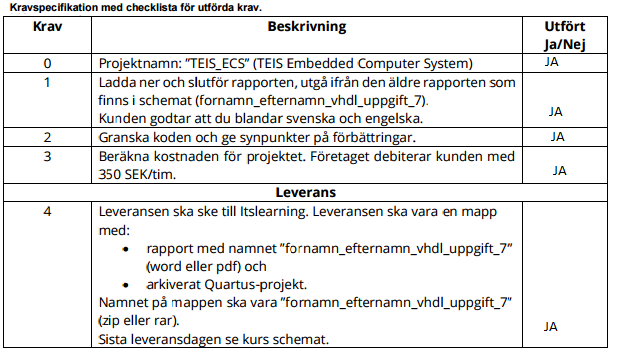 Kravspecifikation med checklista för utförda krav.
Krav Beskrivning Utfört
Ja/Nej
0 Projektnamn: ”TEIS_ECS” (TEIS Embedded Computer System) JA
1 Ladda ner och slutför rapporten, utgå ifrån den äldre rapporten som
finns i schemat (fornamn_efternamn_vhdl_uppgift_7).
Kunden godtar att du blandar svenska och engelska. JA
2 Granska koden och ge synpunkter på förbättringar. JA
3 Beräkna kostnaden för projektet. Företaget debiterar kunden med
350 SEK/tim. JA
Leverans
4 Leveransen ska ske till Itslearning. Leveransen ska vara en mapp
med:
• rapport med namnet ”fornamn_efternamn_vhdl_uppgift_7”
(word eller pdf) och
• arkiverat Quartus-projekt.
Namnet på mappen ska vara ”fornamn_efternamn_vhdl_uppgift_7”
(zip eller rar).
Sista leveransdagen se kurs schemat. JA